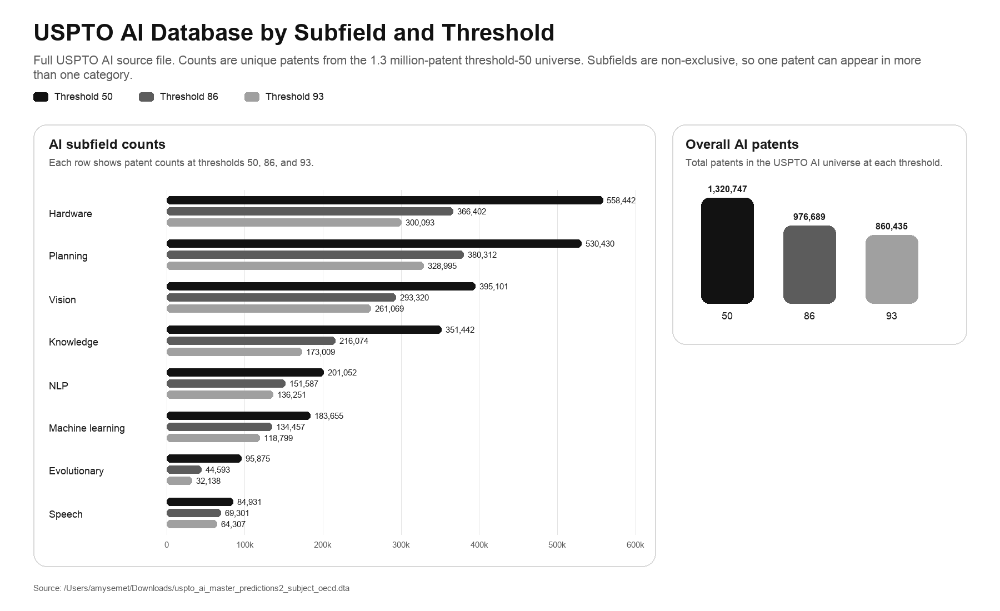 USPTO AI Database by Subfield and Threshold
Full USPTO AI source file. Counts are unique patents from the 1.3 million-patent threshold-50 universe. Subfields are non-exclusive, so one patent can appear in more
than one category.
Threshold 50
Threshold 86
Threshold 93
AI subfield counts
Each row shows patent counts at thresholds 50, 86, and 93.
Hardware
558,442
366,402
300,093
Planning
530,430
380,312
328,995
Vision
395,101
293,320
261,069
Knowledge
351,442
216,074
173,009
NLP
201,052
151,587
136,251
Machine learning
183,655
134,457
118,799
Evolutionary
95,875
44,593
32,138
Speech
84,931
69,301
64,307
0 100k 200k 300k 400k 500k 600k
Overall AI patents
Total patents in the USPTO AI universe at each threshold.
1,320,747
976,689
860,435
50 86 93
Source: /Users/amysemet/Downloads/uspto_ai_master_predictions2_subject_oecd.dta